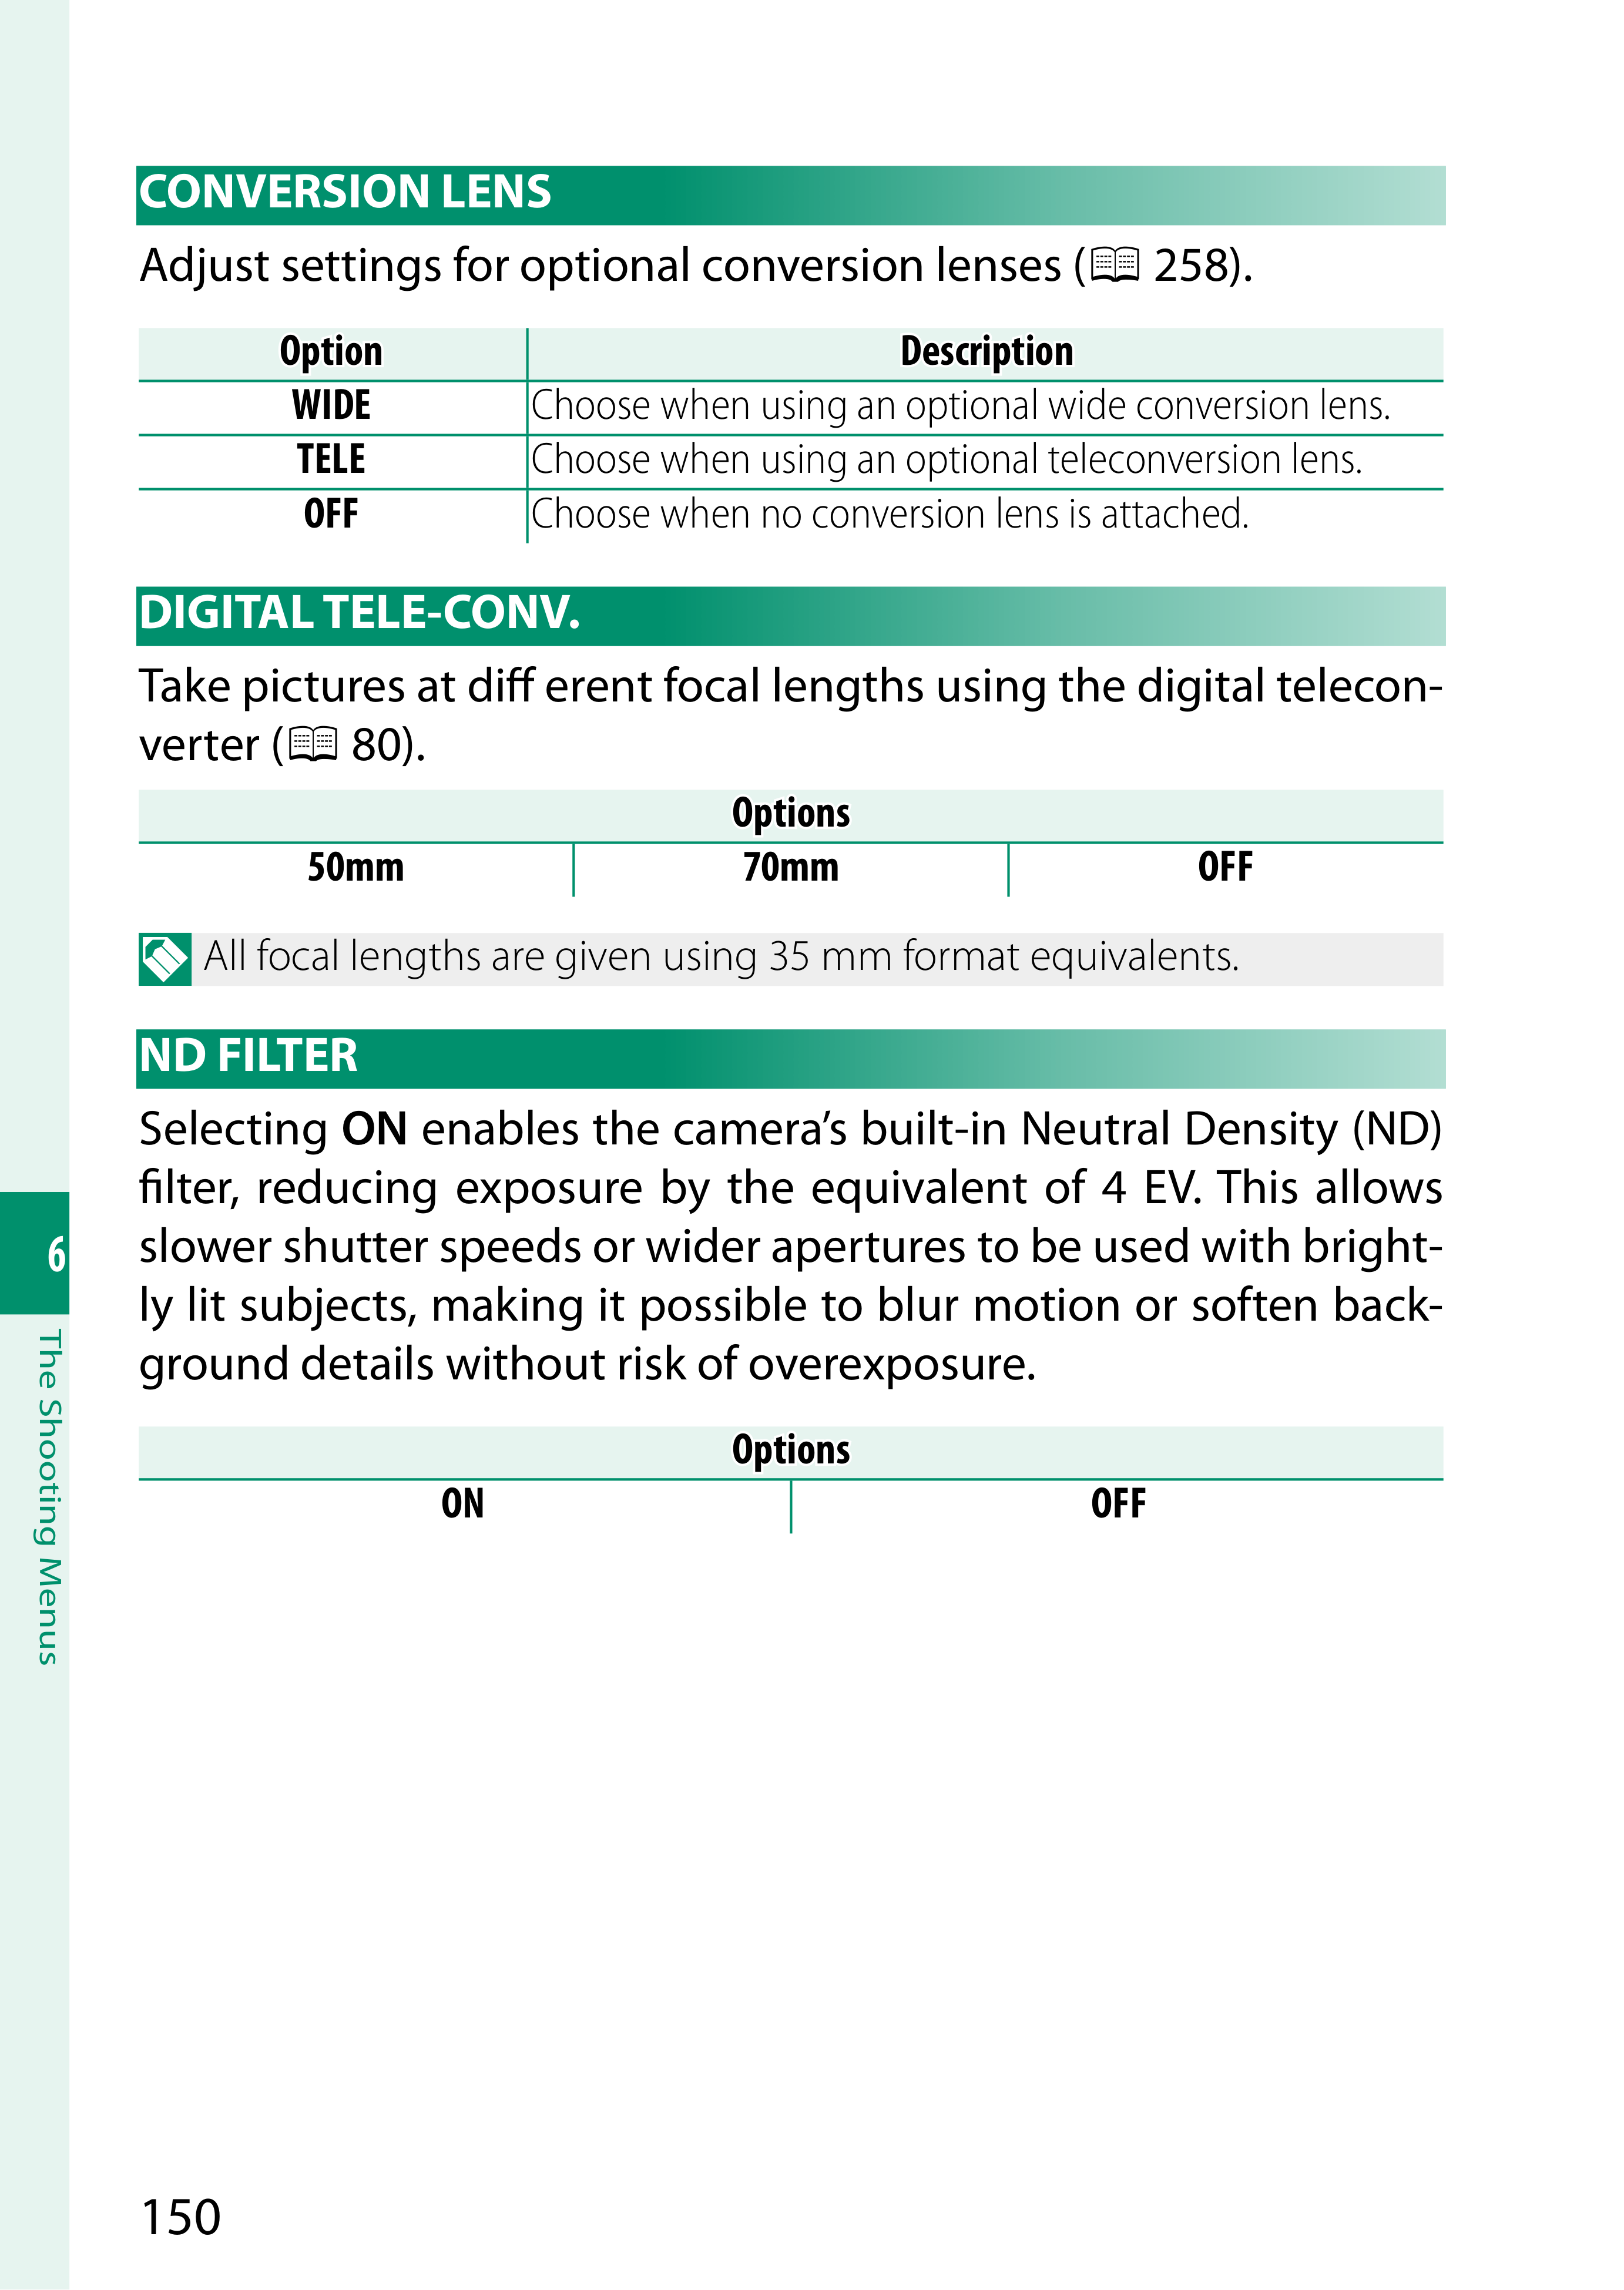 CONVERSION LENS
Adjust settings for optional conversion lenses (📖 258).
Option Description
WIDE Choose when using an optional wide conversion lens.
TELE Choose when using an optional teleconversion lens.
OFF Choose when no conversion lens is attached.
DIGITAL TELE-CONV.
Take pictures at diff erent focal lengths using the digital telecon-
verter (📖 80).
Options
50mm 70mm OFF
All focal lengths are given using 35 mm format equivalents.
ND FILTER
Selecting ON enables the camera’s built-in Neutral Density (ND)
filter, reducing exposure by the equivalent of 4 EV. This allows
slower shutter speeds or wider apertures to be used with bright-
ly lit subjects, making it possible to blur motion or soften back-
ground details without risk of overexposure.
Options
ON OFF
6
The Shooting Menus
150